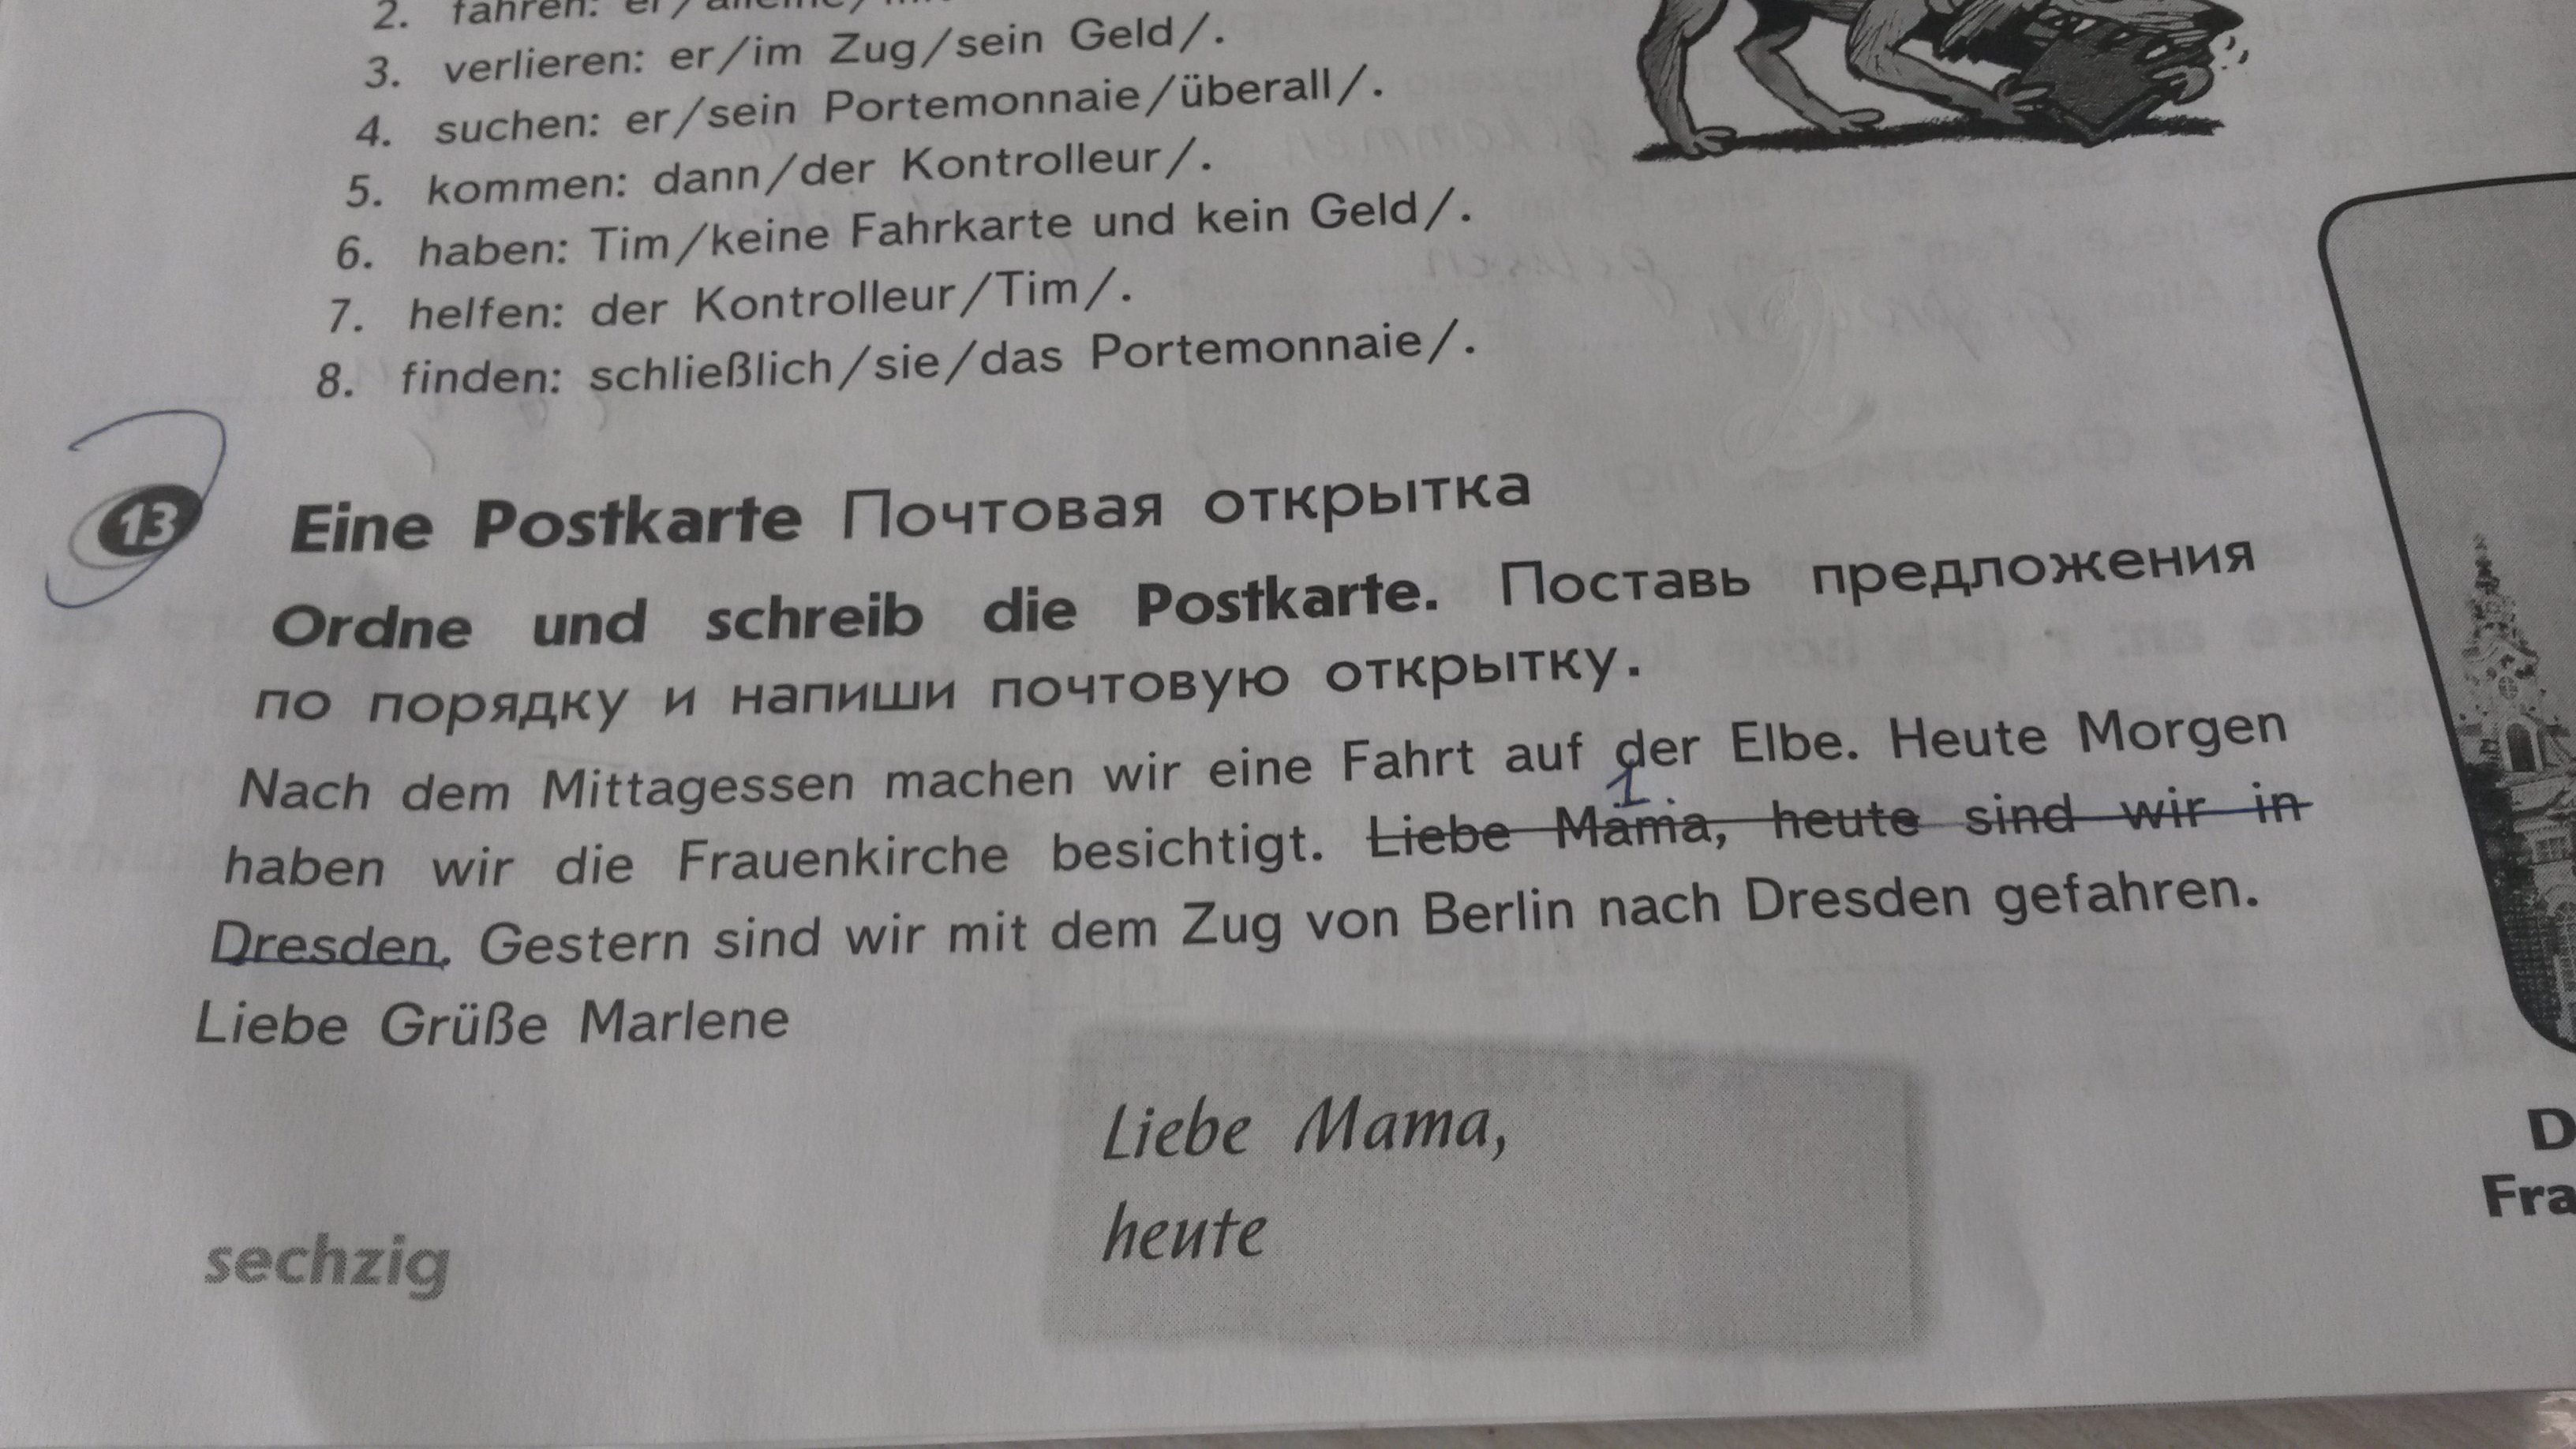 2. fahren: er/alleine/
3. verlieren: er/im Zug/sein Geld/.
4. suchen: er/sein Portemonnaie/überall/.
5. kommen: dann/der Kontrolleur/.
6. haben: Tim/keine Fahrkarte und kein Geld/.
7. helfen: der Kontrolleur/Tim/.
8. finden: schließlich/sie/das Portemonnaie/.
13 Eine Postkarte Почтовая открытка
Ordne und schreib die Postkarte. Поставь предложения
по порядку и напиши почтовую открытку.
Nach dem Mittagessen machen wir eine Fahrt auf der Elbe. Heute Morgen
1.
haben wir die Frauenkirche besichtigt. Liebe Mama, heute sind wir in
Dresden. Gestern sind wir mit dem Zug von Berlin nach Dresden gefahren.
Liebe Grüße Marlene
Liebe Mama,
heute
sechzig
D
Fra